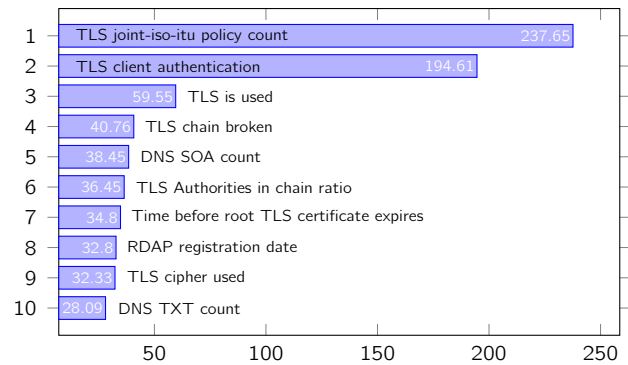 1 TLS joint-iso-itu policy count 237.65
2 TLS client authentication 194.61
3 59.55 TLS is used
4 40.76 TLS chain broken
5 38.45 DNS SOA count
6 36.45 TLS Authorities in chain ratio
7 34.8 Time before root TLS certificate expires
8 32.8 RDAP registration date
9 32.33 TLS cipher used
10 28.09 DNS TXT count
50 100 150 200 250